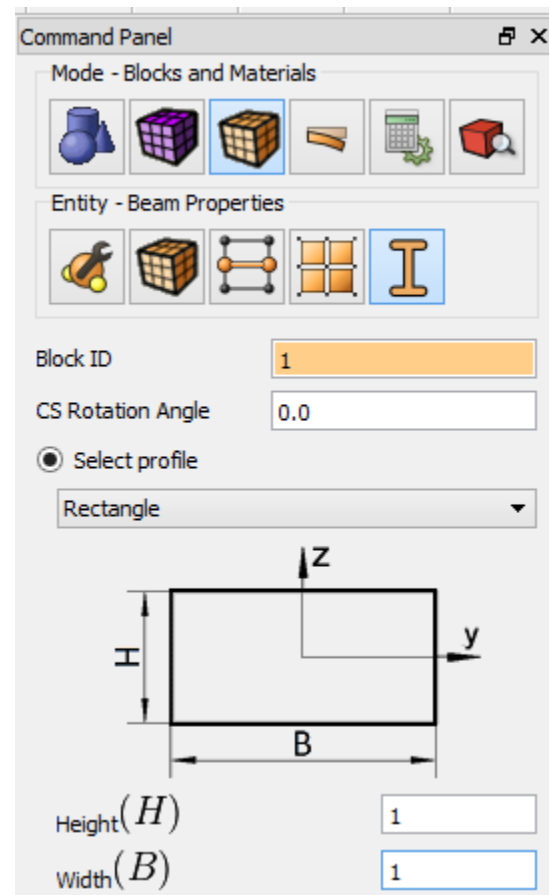 Command Panel
Mode - Blocks and Materials
Entity - Beam Properties
Block ID 1
CS Rotation Angle 0.0
Select profile
Rectangle
z
H
y
B
Height(H) 1
Width(B) 1